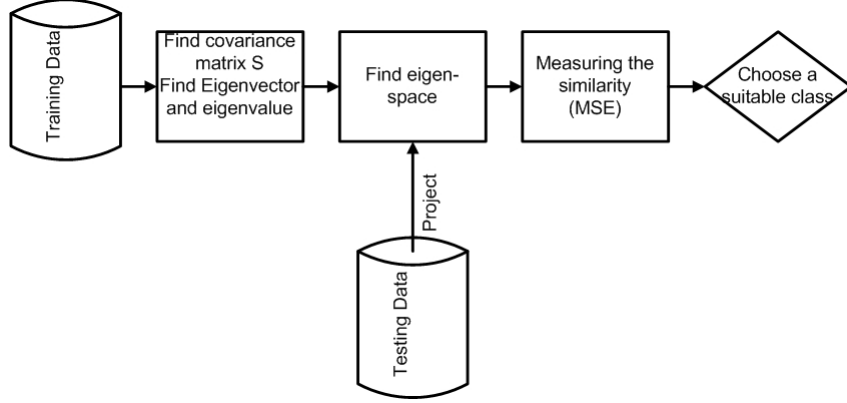 Training Data
Find covariance
matrix S
Find Eigenvector
and eigenvalue
Find eigen-
space
Measuring the
similarity
(MSE)
Choose a
suitable class
Project
Testing Data